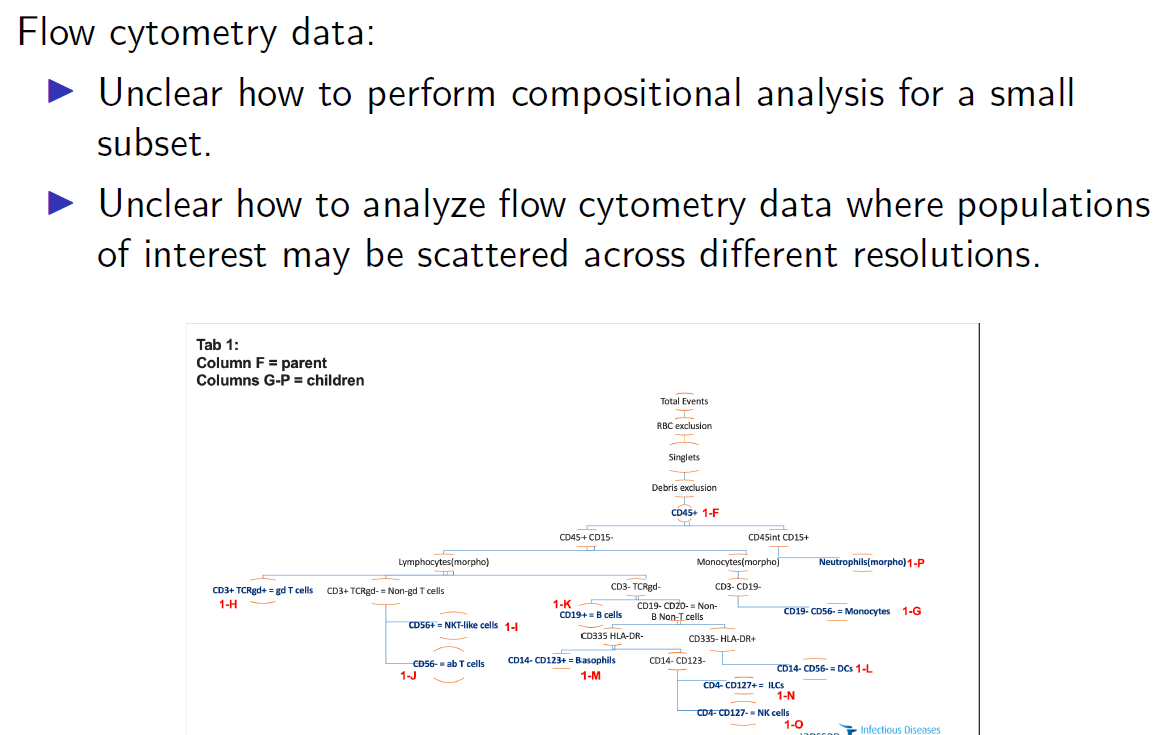 Flow cytometry data:
Unclear how to perform compositional analysis for a small
subset.
Unclear how to analyze flow cytometry data where populations
of interest may be scattered across different resolutions.
Tab 1:
Column F = parent
Columns G-P = children
Total Events
RBC exclusion
Singlets
Debris exclusion
CD45+ 1-F
CD45+ CD15-
CD45int CD15+
Lymphocytes(morpho)
Monocytes(morpho)
Neutrophils(morpho) 1-P
CD3+ TCRgd+ = gd T cells
1-H
CD3+ TCRgd- = Non-gd T cells
CD3- TCRgd-
CD3- CD19-
1-K
CD19+ = B cells
CD19- CD20- = Non-
B Non-T cells
CD19- CD56- = Monocytes 1-G
CD56+ = NKT-like cells 1-I
CD335 HLA-DR-
CD335- HLA-DR+
CD56- = ab T cells
1-J
CD14- CD123+ = Basophils
1-M
CD14- CD123-
CD14- CD56- = DCs 1-L
CD4- CD127+ = ILCs
1-N
CD4- CD127- = NK cells
1-O
Infectious Diseases